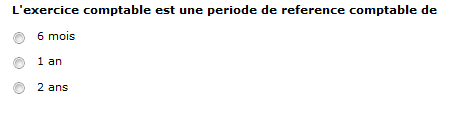 L'exercice comptable est une periode de reference comptable de
6 mois
1 an
2 ans